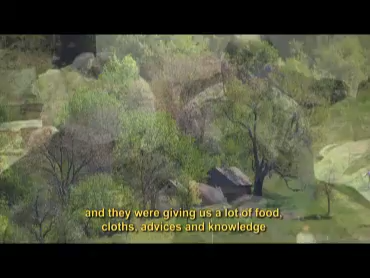 and they were giving us a lot of food,
cloths, advices and knowledge